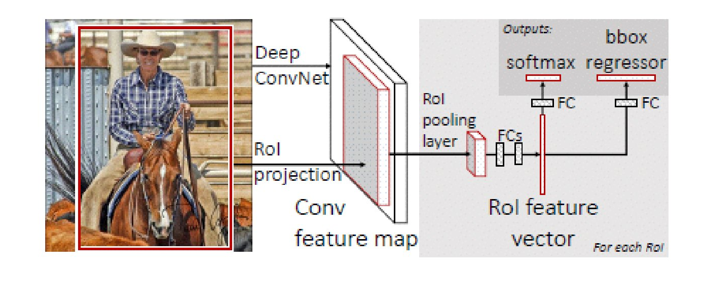 Deep
ConvNet
RoI
projection
Conv
feature map
RoI
pooling
layer
FCs
RoI feature
vector
For each RoI
Outputs:
softmax
bbox
regressor
FC
FC